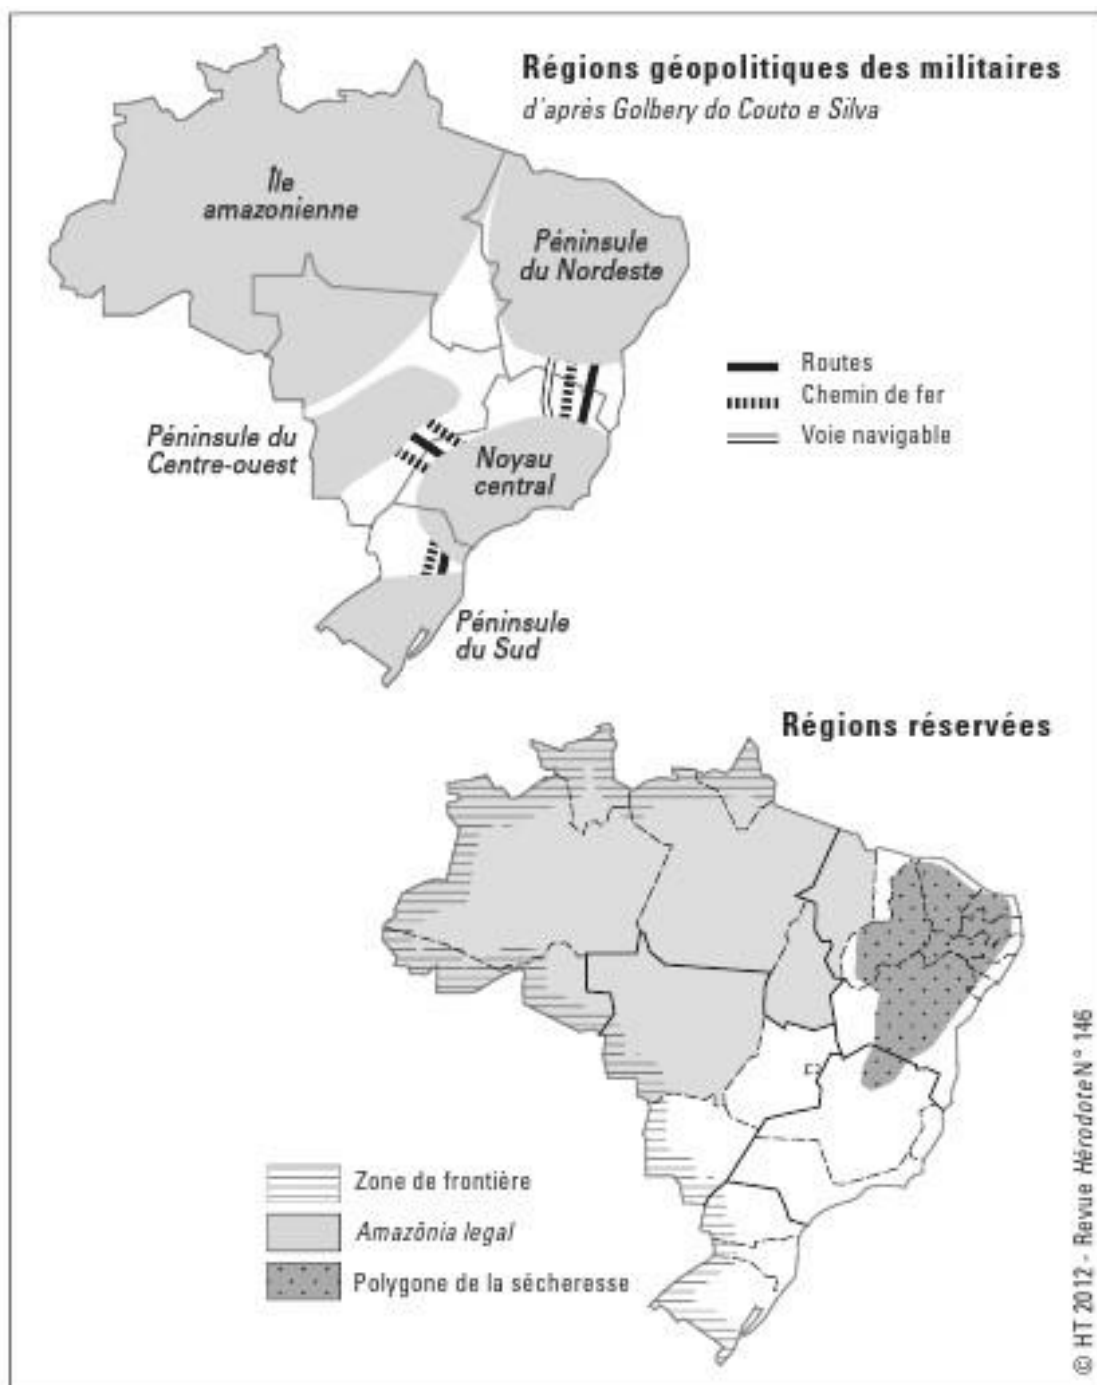 Régions géopolitiques des militaires
d'après Golbery do Couto e Silva
Île
amazonienne
Péninsule
du Nordeste
Routes
Chemin de fer
Voie navigable
Péninsule du
Centre-ouest
Noyau
central
Péninsule
du Sud
Régions réservées
Zone de frontière
Amazônia legal
Polygone de la sécheresse
© HT 2012 - Revue Hérodote N° 146